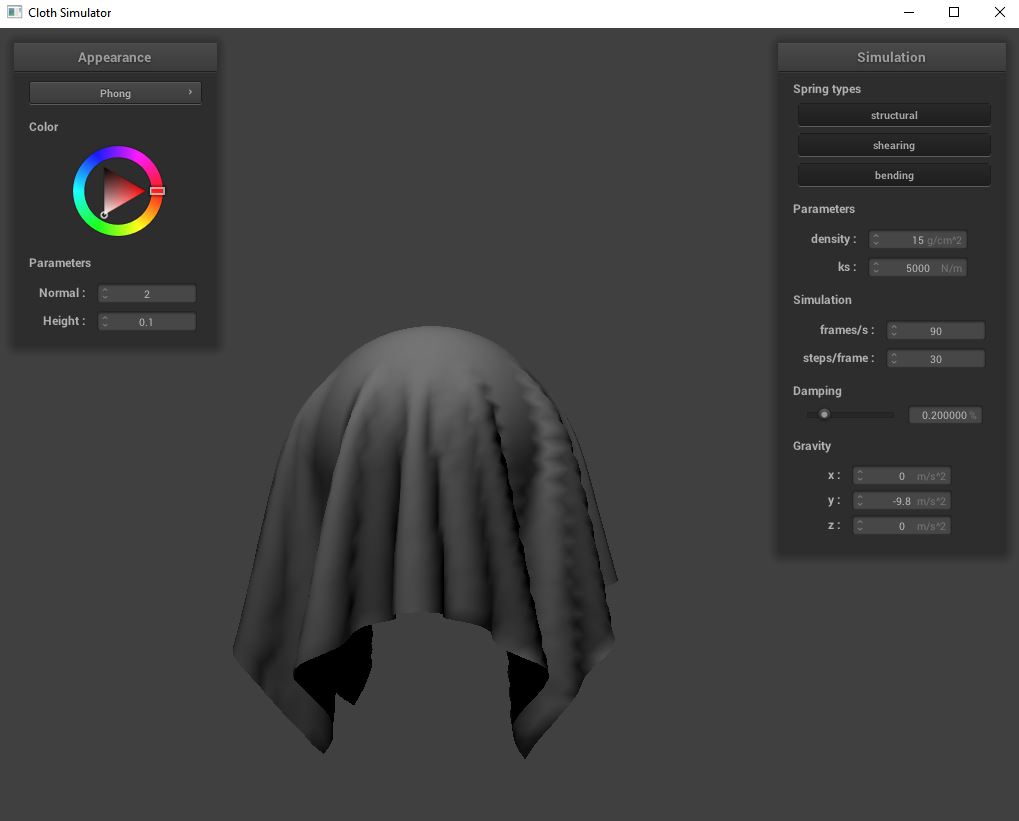 Cloth Simulator
Appearance
Phong ›
Color
Parameters
Normal : 2
Height : 0.1
Simulation
Spring types
structural
shearing
bending
Parameters
density : 15 g/cm^2
ks : 5000 N/m
Simulation
frames/s : 90
steps/frame : 30
Damping
0.200000 %
Gravity
x : 0 m/s^2
y : -9.8 m/s^2
z : 0 m/s^2